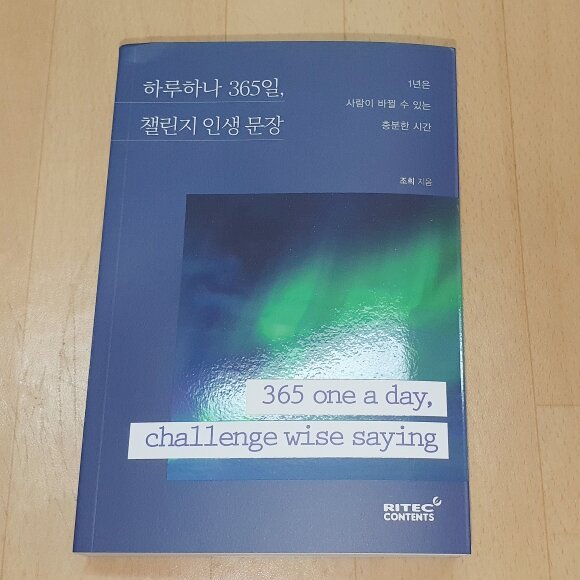 하루하나 365일,
챌린지 인생 문장
1년은
사람이 바뀔 수 있는
충분한 시간
조희 지음
365 one a day,
challenge wise saying
RITEC
CONTENTS